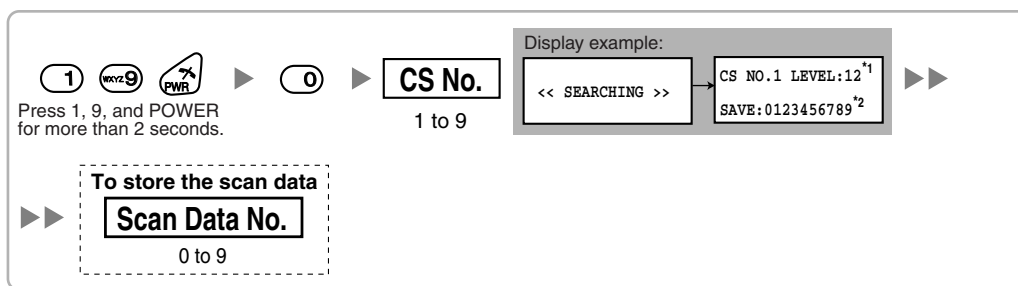 Display example:
1 WXYZ 9 PWR 0 CS No. << SEARCHING >> CS NO.1 LEVEL:12*1
SAVE:0123456789*2
Press 1, 9, and POWER
for more than 2 seconds.
1 to 9
To store the scan data
Scan Data No.
0 to 9